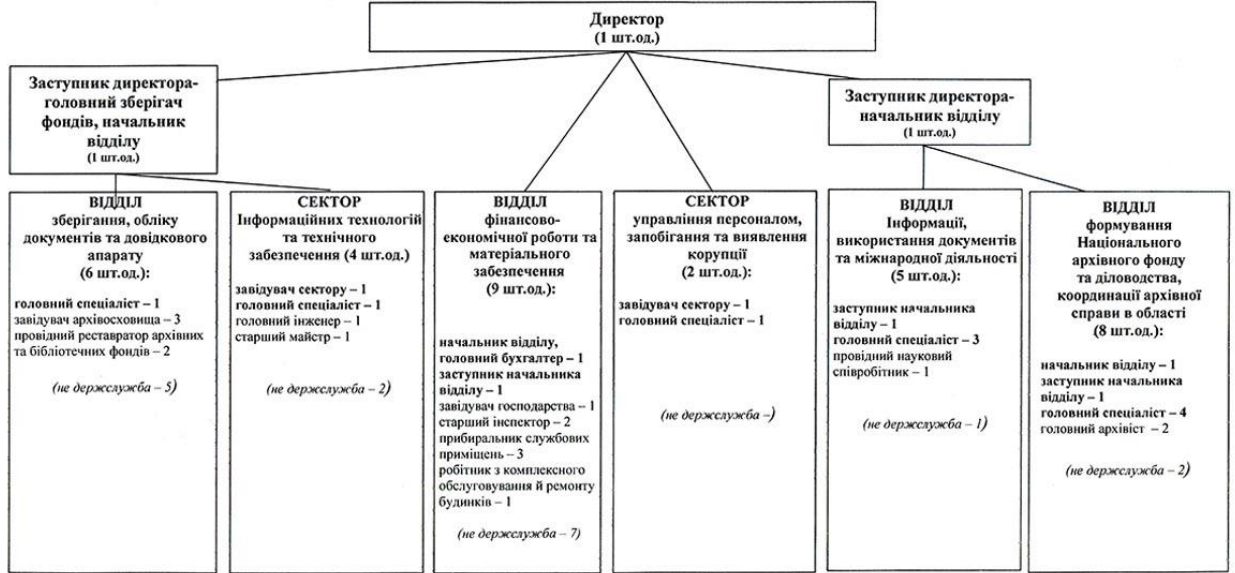 Директор
(1 шт.од.)
Заступник директора-
головний зберігач
фондів, начальник
відділу
(1 шт.од.)
Заступник директора-
начальник відділу
(1 шт.од.)
ВІДДІЛ
зберігання, обліку
документів та довідкового
апарату
(6 шт.од.):
головний спеціаліст – 1
завідувач архівосховища – 3
провідний реставратор архівних
та бібліотечних фондів – 2
(не держслужба – 5)
СЕКТОР
Інформаційних технологій
та технічного
забезпечення (4 шт.од.)
завідувач сектору – 1
головний спеціаліст – 1
головний інженер – 1
старший майстр – 1
(не держслужба – 2)
ВІДДІЛ
фінансово-
економічної роботи та
матеріального
забезпечення
(9 шт.од.):
начальник відділу,
головний бухгалтер – 1
заступник начальника
відділу – 1
завідувач господарства – 1
старший інспектор – 2
прибиральник службових
приміщень – 3
робітник з комплексного
обслуговування й ремонту
будинків – 1
(не держслужба – 7)
СЕКТОР
управління персоналом,
запобігання та виявлення
корупції
(2 шт.од.):
завідувач сектору – 1
головний спеціаліст – 1
(не держслужба –)
ВІДДІЛ
Інформації,
використання документів
та міжнародної діяльності
(5 шт.од.):
заступник начальника
відділу – 1
головний спеціаліст – 3
провідний науковий
співробітник – 1
(не держслужба – 1)
ВІДДІЛ
формування
Національного
архівного фонду
та діловодства,
координації архівної
справи в області
(8 шт.од.):
начальник відділу – 1
заступник начальника
відділу – 1
головний спеціаліст – 4
головний архівіст – 2
(не держслужба – 2)